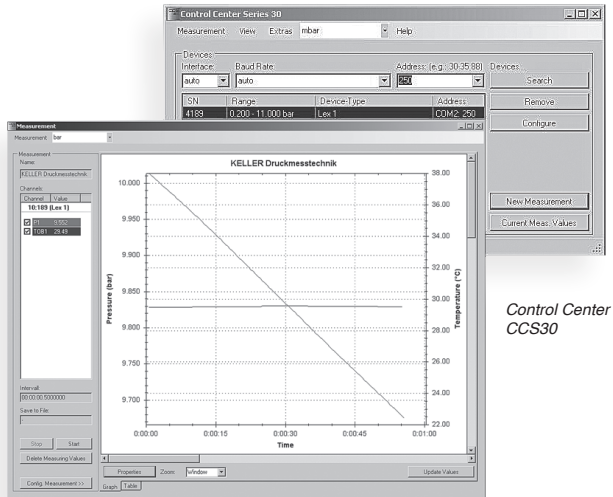 Control Center Series 30
Measurement View Extras mbar Help
Devices:
Interface: Baud Rate: Address: (e.g.: 30-35:88) Devices:
auto auto 250 Search
SN Range Device-Type Address
4189 0.200 - 11.000 bar Lex 1 COM2: 250
Remove
Configure
New Measurement
Current Meas. Values
Measurement
Measurement bar
Measurement
Name:
KELLER Druckmesstechnik
Channels:
Channel Value
10:189 (Lex 1)
P1 9.552
TOB1 29.49
Intervall:
00:00:00.5000000
Save to File:
Stop Start
Delete Measuring Values
Config. Measurement >>
KELLER Druckmesstechnik
10.000
9.950
9.900
9.850
9.800
9.750
9.700
Pressure (bar)
38.00
36.00
34.00
32.00
30.00
28.00
26.00
24.00
22.00
Temperature (°C)
0:00:00 0:00:15 0:00:30 0:00:45 0:01:00
Time
Properties Zoom: Window Update Values
Graph Table
Control Center
CCS30